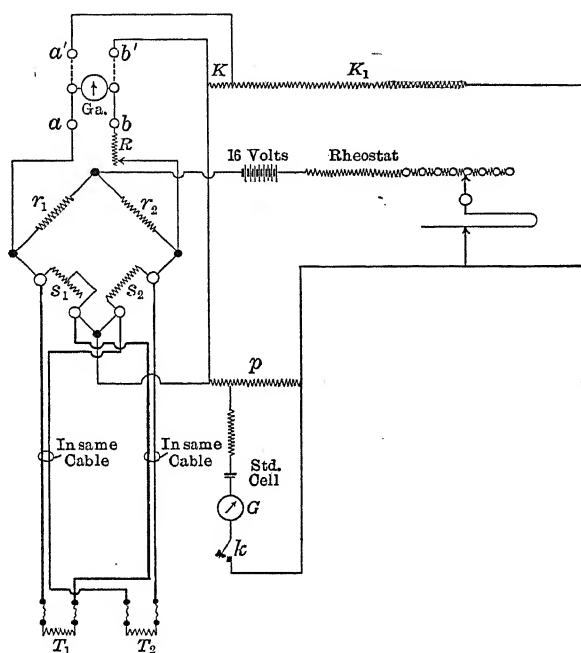 a′ b′
K K₁
Ga.
a b
R
16 Volts Rheostat
r₁ r₂
s₁ s₂
p
In same
Cable
In same
Cable
Std.
Cell
G
k
T₁ T₂